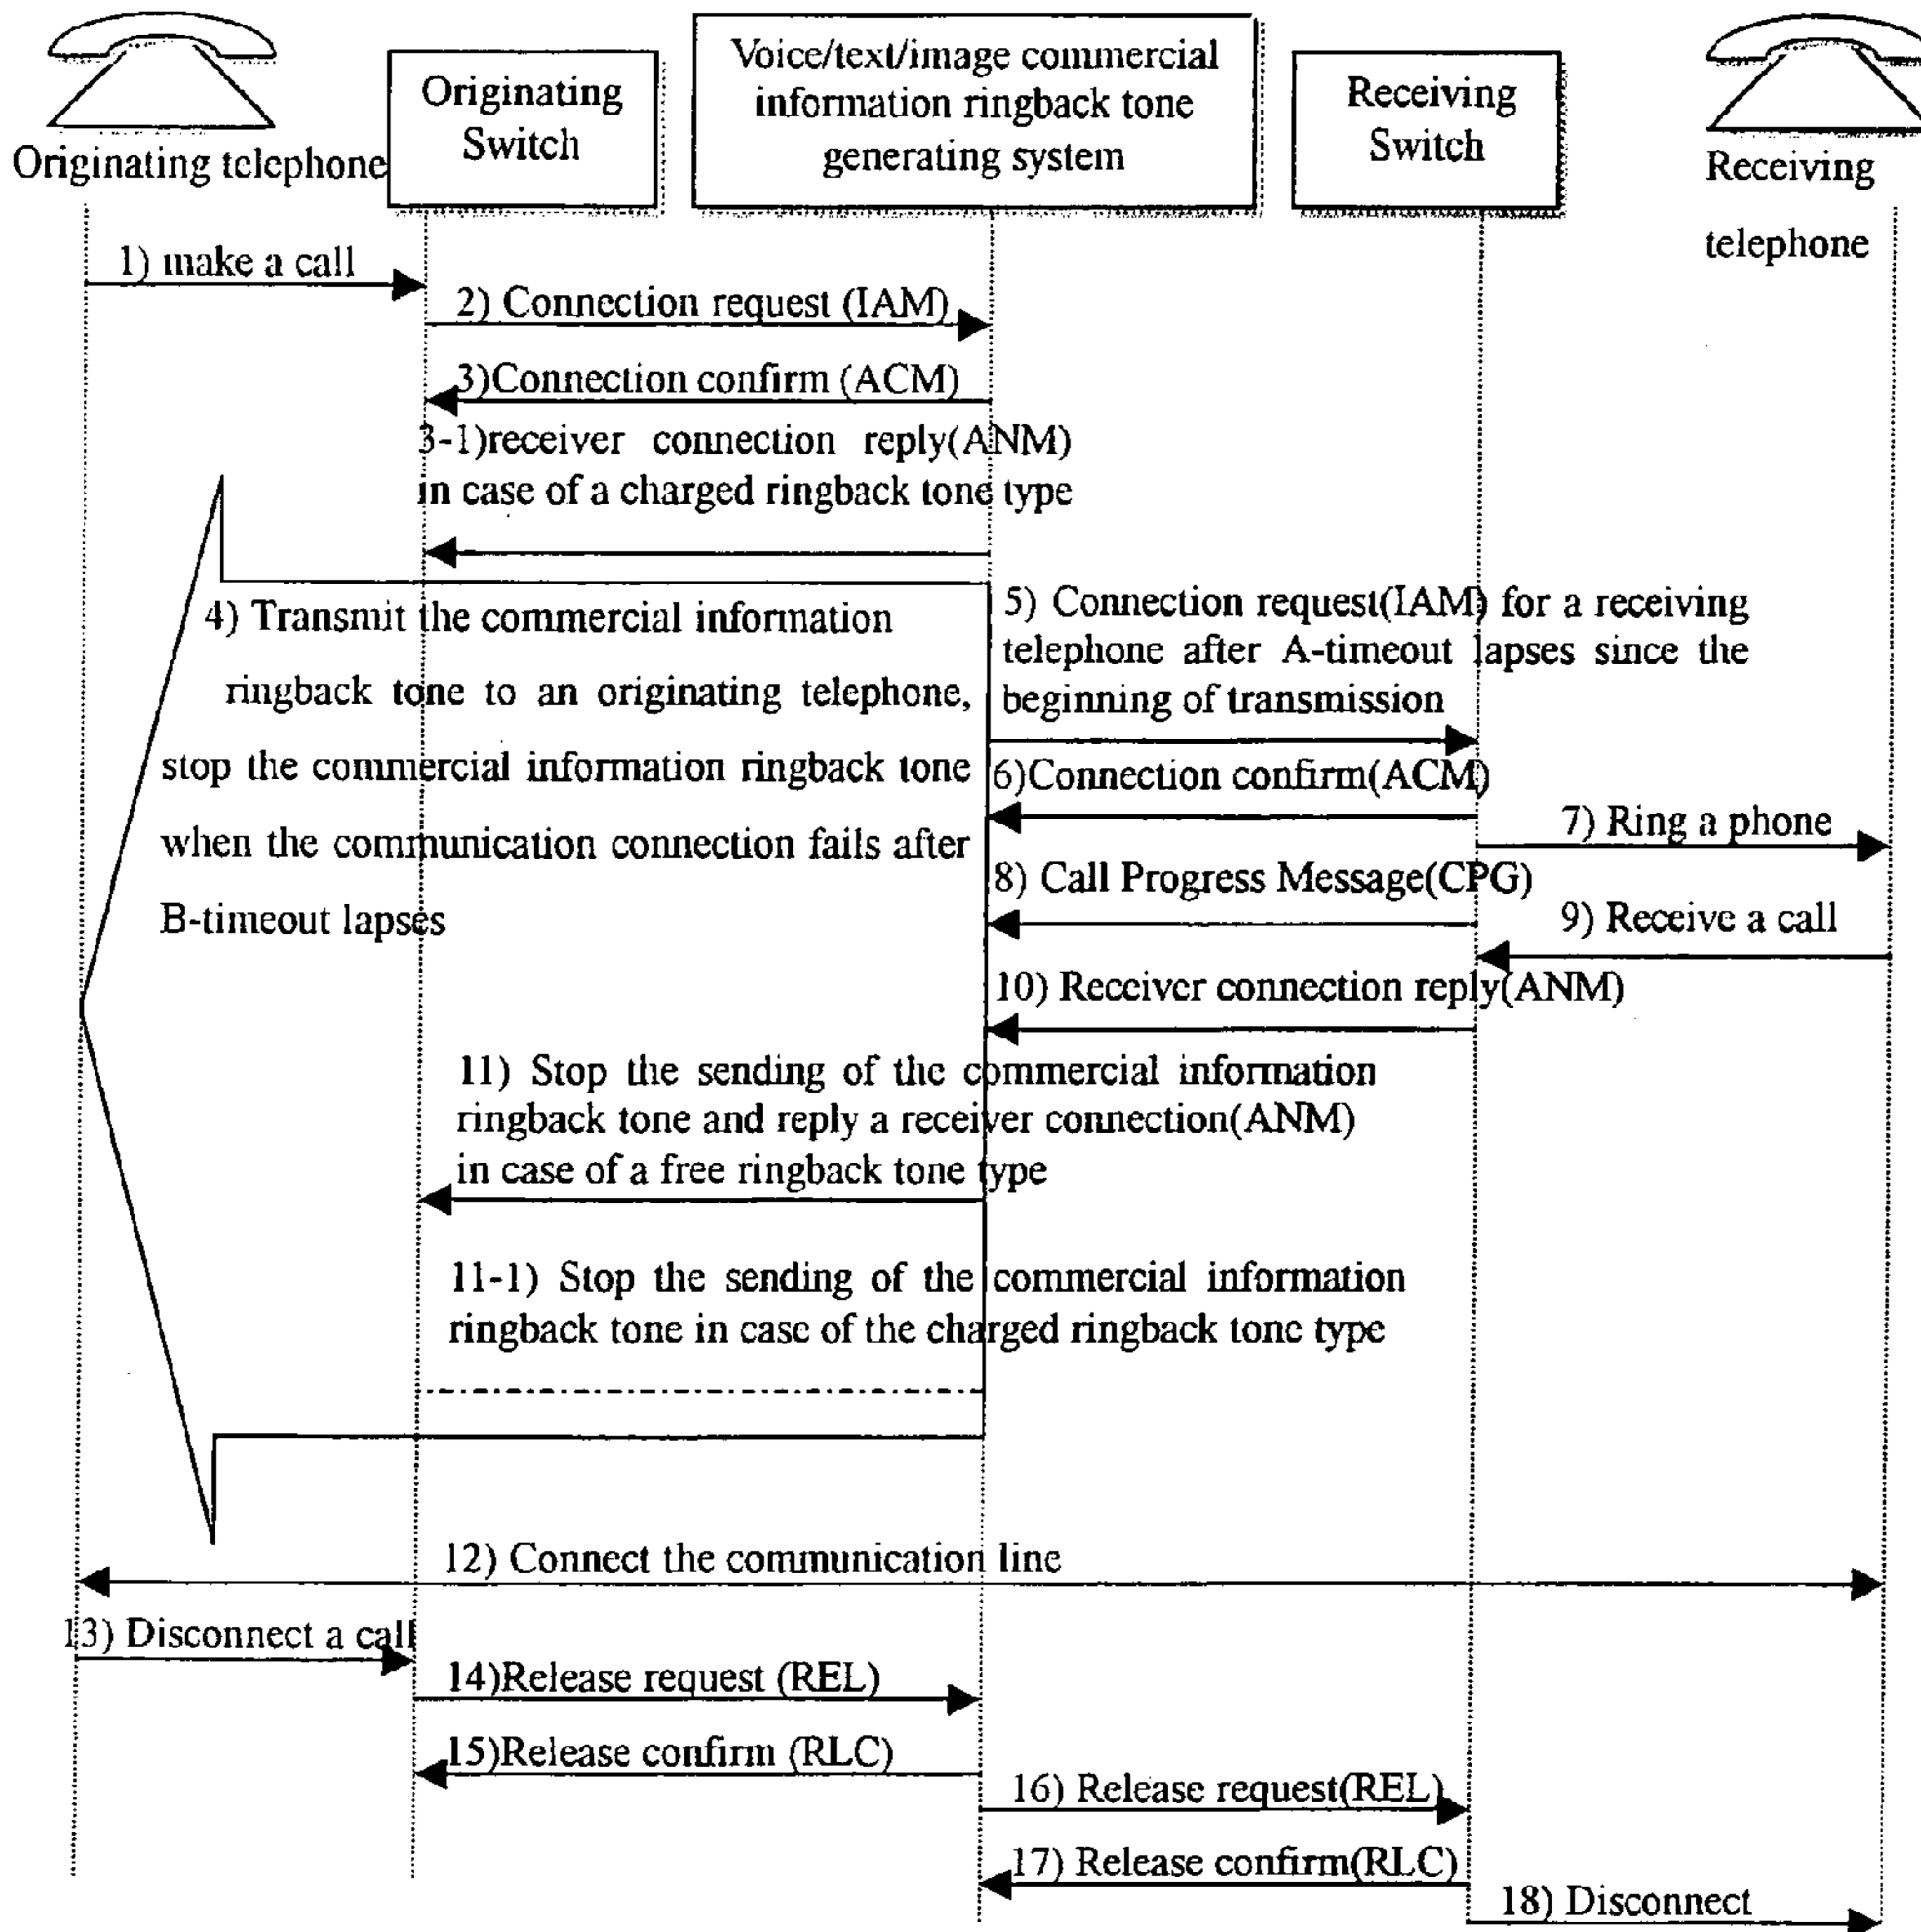 Originating telephone
Originating
Switch
Voice/text/image commercial
information ringback tone
generating system
Receiving
Switch
Receiving
telephone
1) make a call
2) Connection request (IAM)
3)Connection confirm (ACM)
3-1)receiver connection reply(ANM)
in case of a charged ringback tone type
4) Transmit the commercial information
ringback tone to an originating telephone,
stop the commercial information ringback tone
when the communication connection fails after
B-timeout lapses
5) Connection request(IAM) for a receiving
telephone after A-timeout lapses since the
beginning of transmission
6)Connection confirm(ACM)
7) Ring a phone
8) Call Progress Message(CPG)
9) Receive a call
10) Receiver connection reply(ANM)
11) Stop the sending of the commercial information
ringback tone and reply a receiver connection(ANM)
in case of a free ringback tone type
11-1) Stop the sending of the commercial information
ringback tone in case of the charged ringback tone type
12) Connect the communication line
13) Disconnect a call
14)Release request (REL)
15)Release confirm (RLC)
16) Release request(REL)
17) Release confirm(RLC)
18) Disconnect